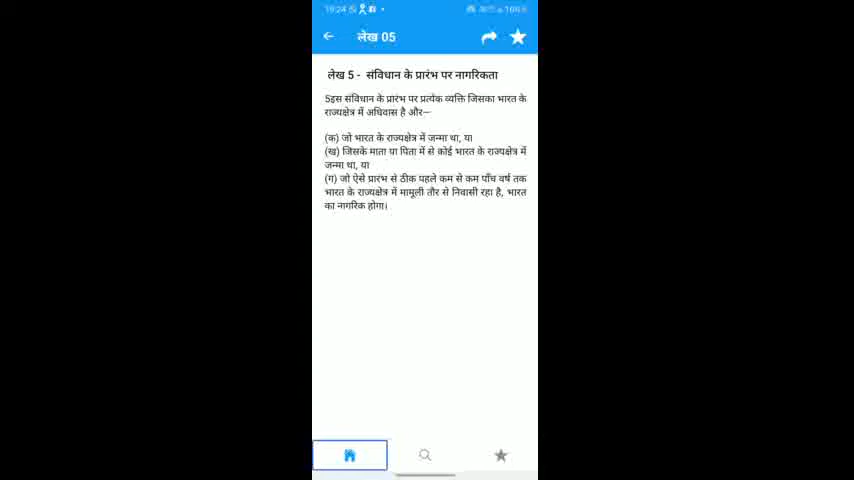 19:24
लेख 05
लेख 5 - संविधान के प्रारंभ पर नागरिकता
5इस संविधान के प्रारंभ पर प्रत्येक व्यक्ति जिसका भारत के
राज्यक्षेत्र में अधिवास है और—
(क) जो भारत के राज्यक्षेत्र में जन्मा था, या
(ख) जिसके माता या पिता में से कोई भारत के राज्यक्षेत्र में
जन्मा था, या
(ग) जो ऐसे प्रारंभ से ठीक पहले कम से कम पाँच वर्ष तक
भारत के राज्यक्षेत्र में मामूली तौर से निवासी रहा है, भारत
का नागरिक होगा।